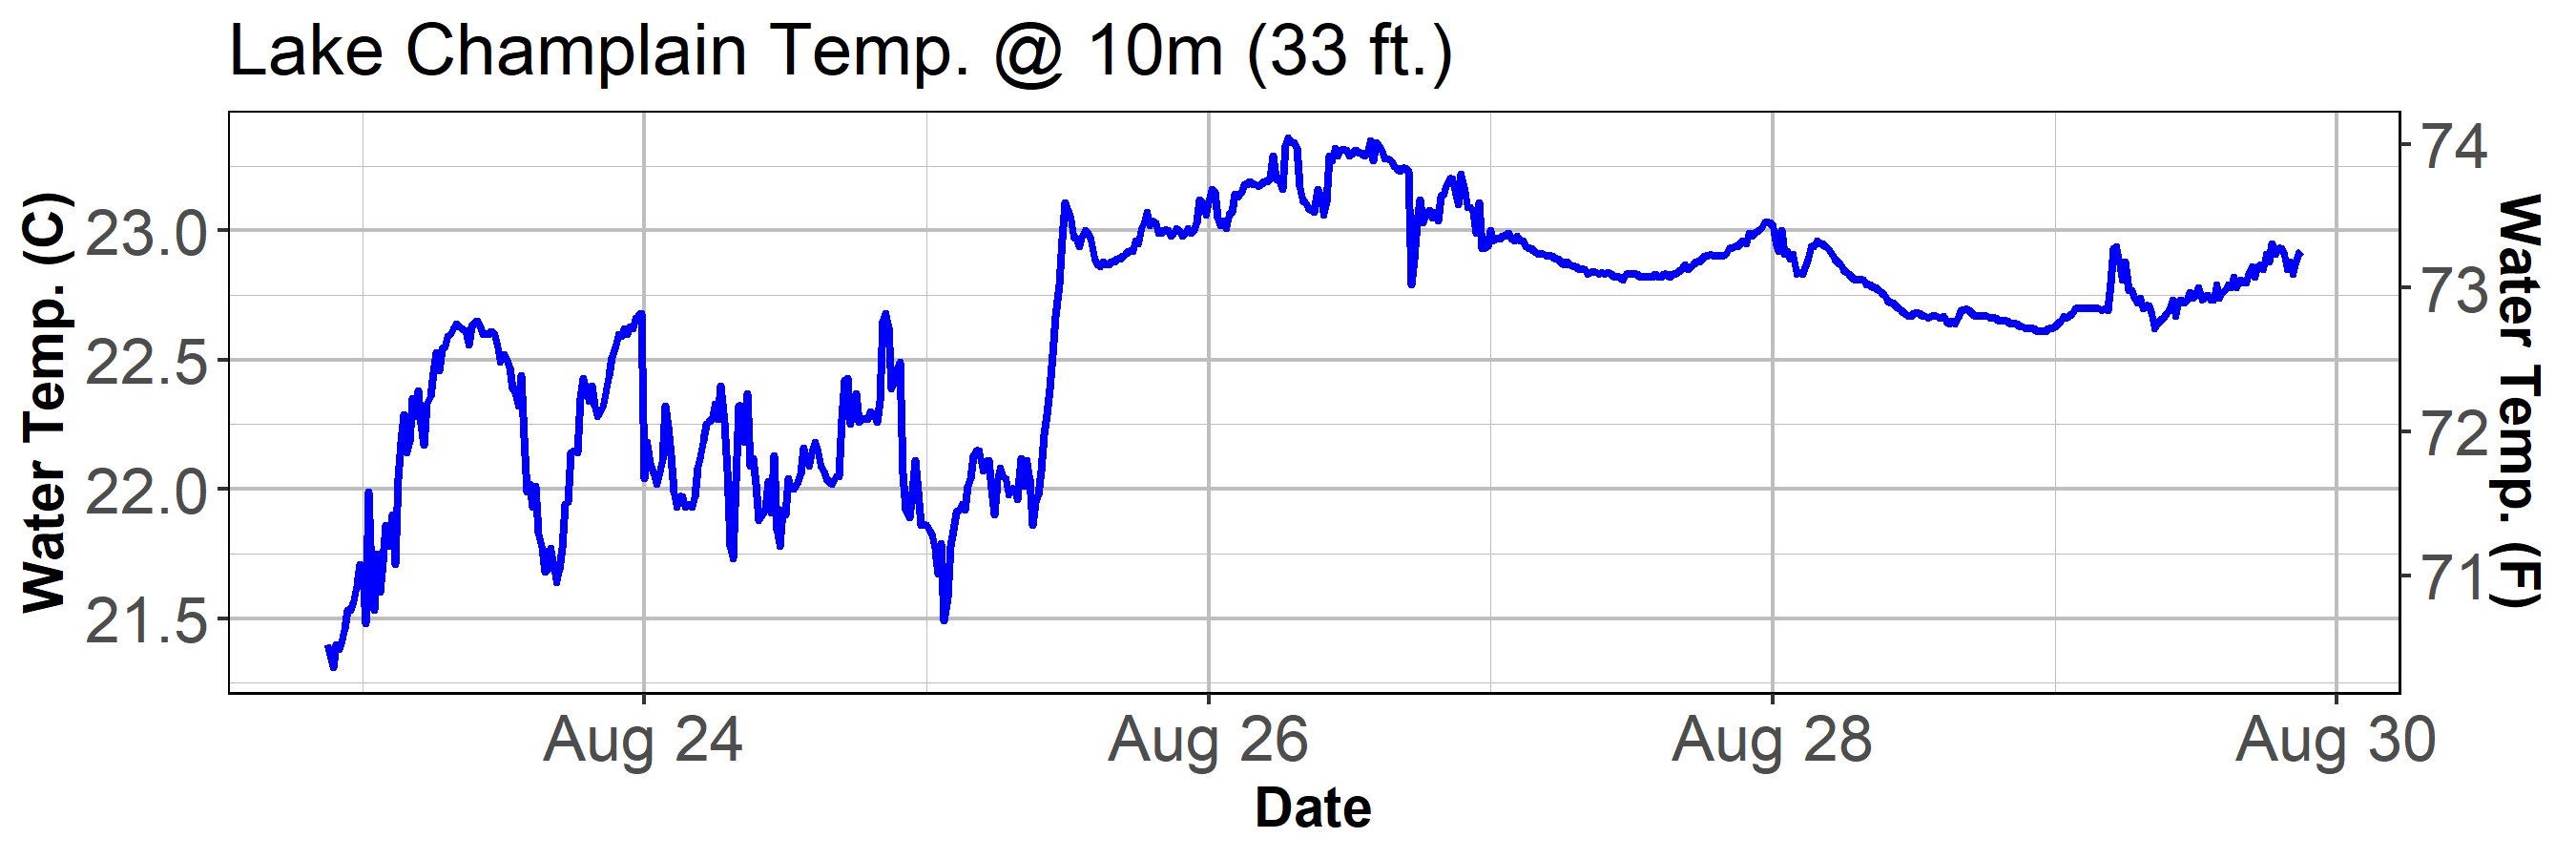 Lake Champlain Temp. @ 10m (33 ft.)
Water Temp. (C)
23.0
22.5
22.0
21.5
74
73
72
71
Water Temp. (F)
Aug 24
Aug 26
Aug 28
Aug 30
Date